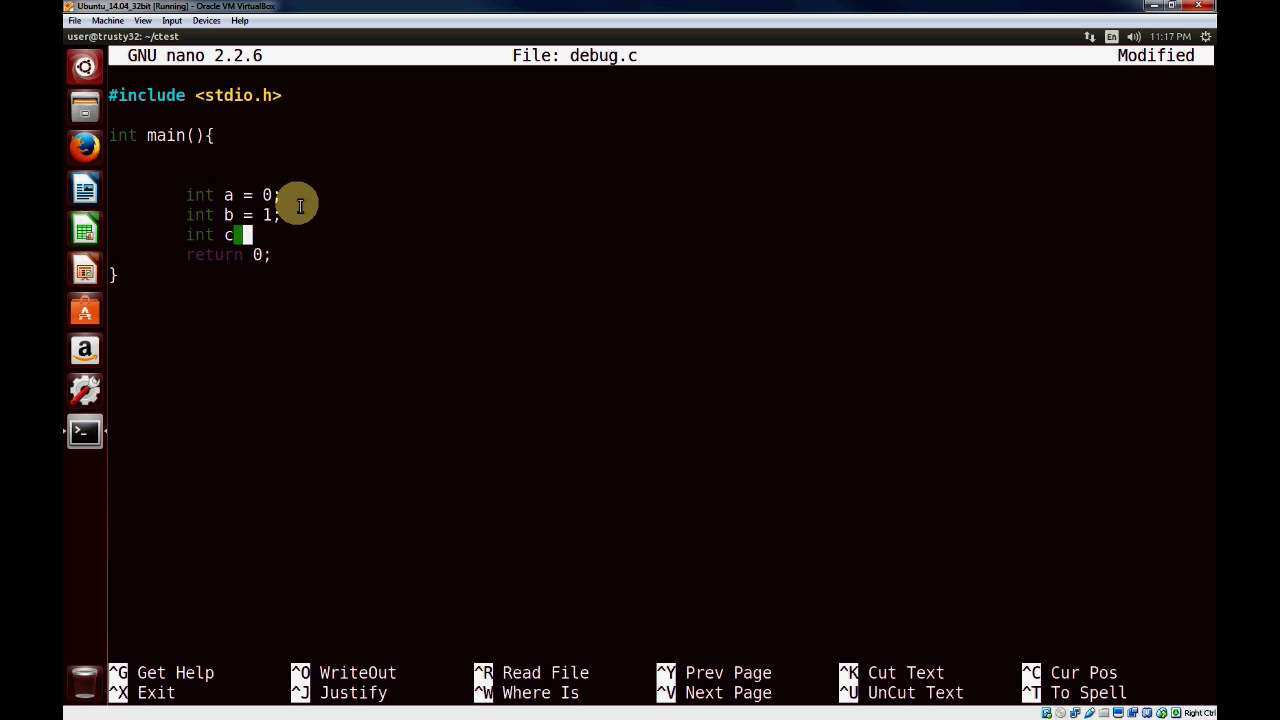 Ubuntu_14.04_32bit [Running] - Oracle VM VirtualBox
File Machine View Input Devices Help
user@trusty32: ~/ctest En 11:17 PM
GNU nano 2.2.6 File: debug.c Modified
#include <stdio.h>
int main(){
int a = 0;
int b = 1;
int c
return 0;
}
^G Get Help ^O WriteOut ^R Read File ^Y Prev Page ^K Cut Text ^C Cur Pos
^X Exit ^J Justify ^W Where Is ^V Next Page ^U UnCut Text ^T To Spell
Right Ctrl